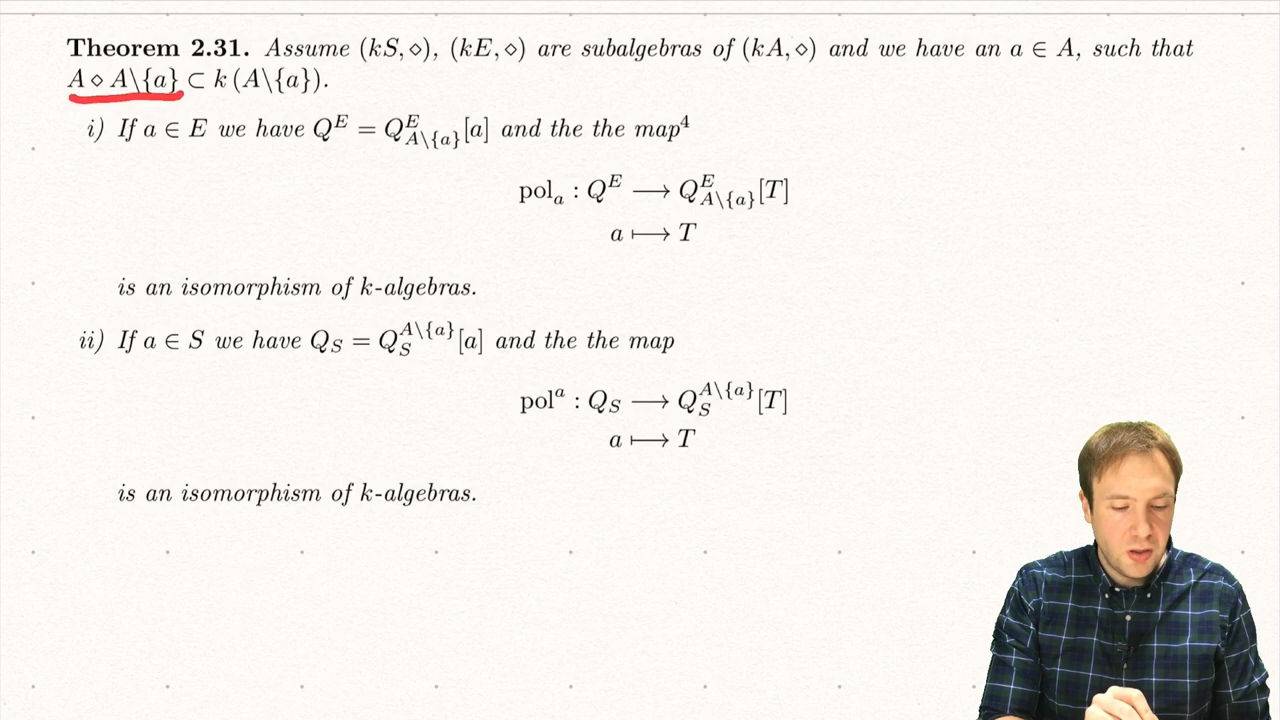 Theorem 2.31. Assume (kS, ⋄), (kE, ⋄) are subalgebras of (kA, ⋄) and we have an a ∈ A, such that
A ⋄ A\{a} ⊂ k (A\{a}).
i) If a ∈ E we have Q^E = Q^E_{A\{a}}[a] and the the map⁴
pol_a : Q^E ⟶ Q^E_{A\{a}}[T]
a ⟼ T
is an isomorphism of k-algebras.
ii) If a ∈ S we have Q_S = Q_S^{A\{a}}[a] and the the map
pol^a : Q_S ⟶ Q_S^{A\{a}}[T]
a ⟼ T
is an isomorphism of k-algebras.